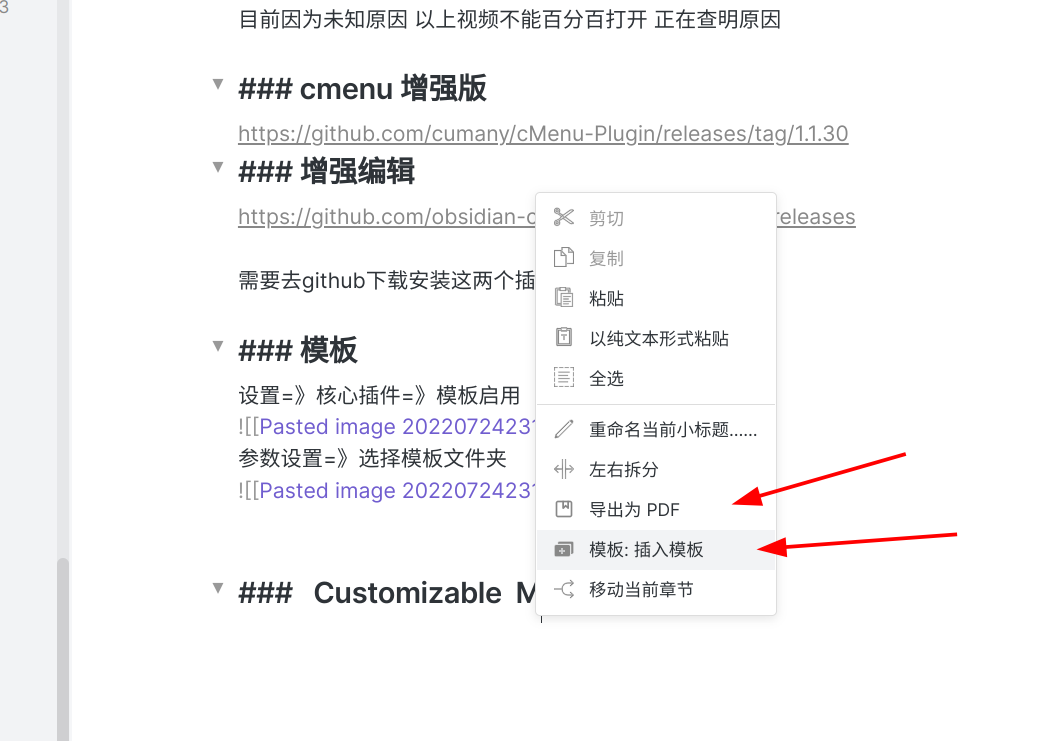 3
目前因为未知原因 以上视频不能百分百打开 正在查明原因
### cmenu 增强版
https://github.com/cumany/cMenu-Plugin/releases/tag/1.1.30
### 增强编辑
https://github.com/obsidian-c releases
需要去github下载安装这两个插
### 模板
设置=》核心插件=》模板启用
![[Pasted image 2022072423
参数设置=》选择模板文件夹
![[Pasted image 2022072423
### Customizable M
剪切
复制
粘贴
以纯文本形式粘贴
全选
重命名当前小标题......
左右拆分
导出为 PDF
模板: 插入模板
移动当前章节